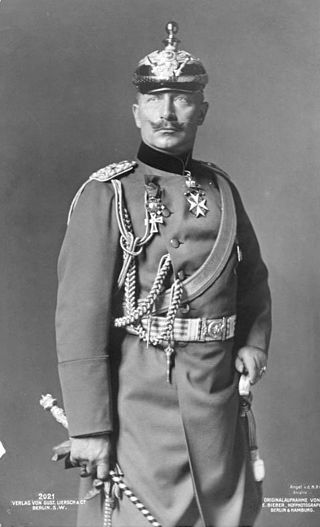 2021
VERLAG VON GUST. LIERSCH & Cº
BERLIN. S. W.
ORIGINALAUFNAHME VON
E. BIEBER, HOFPHOTOGRAPH
BERLIN & HAMBURG.